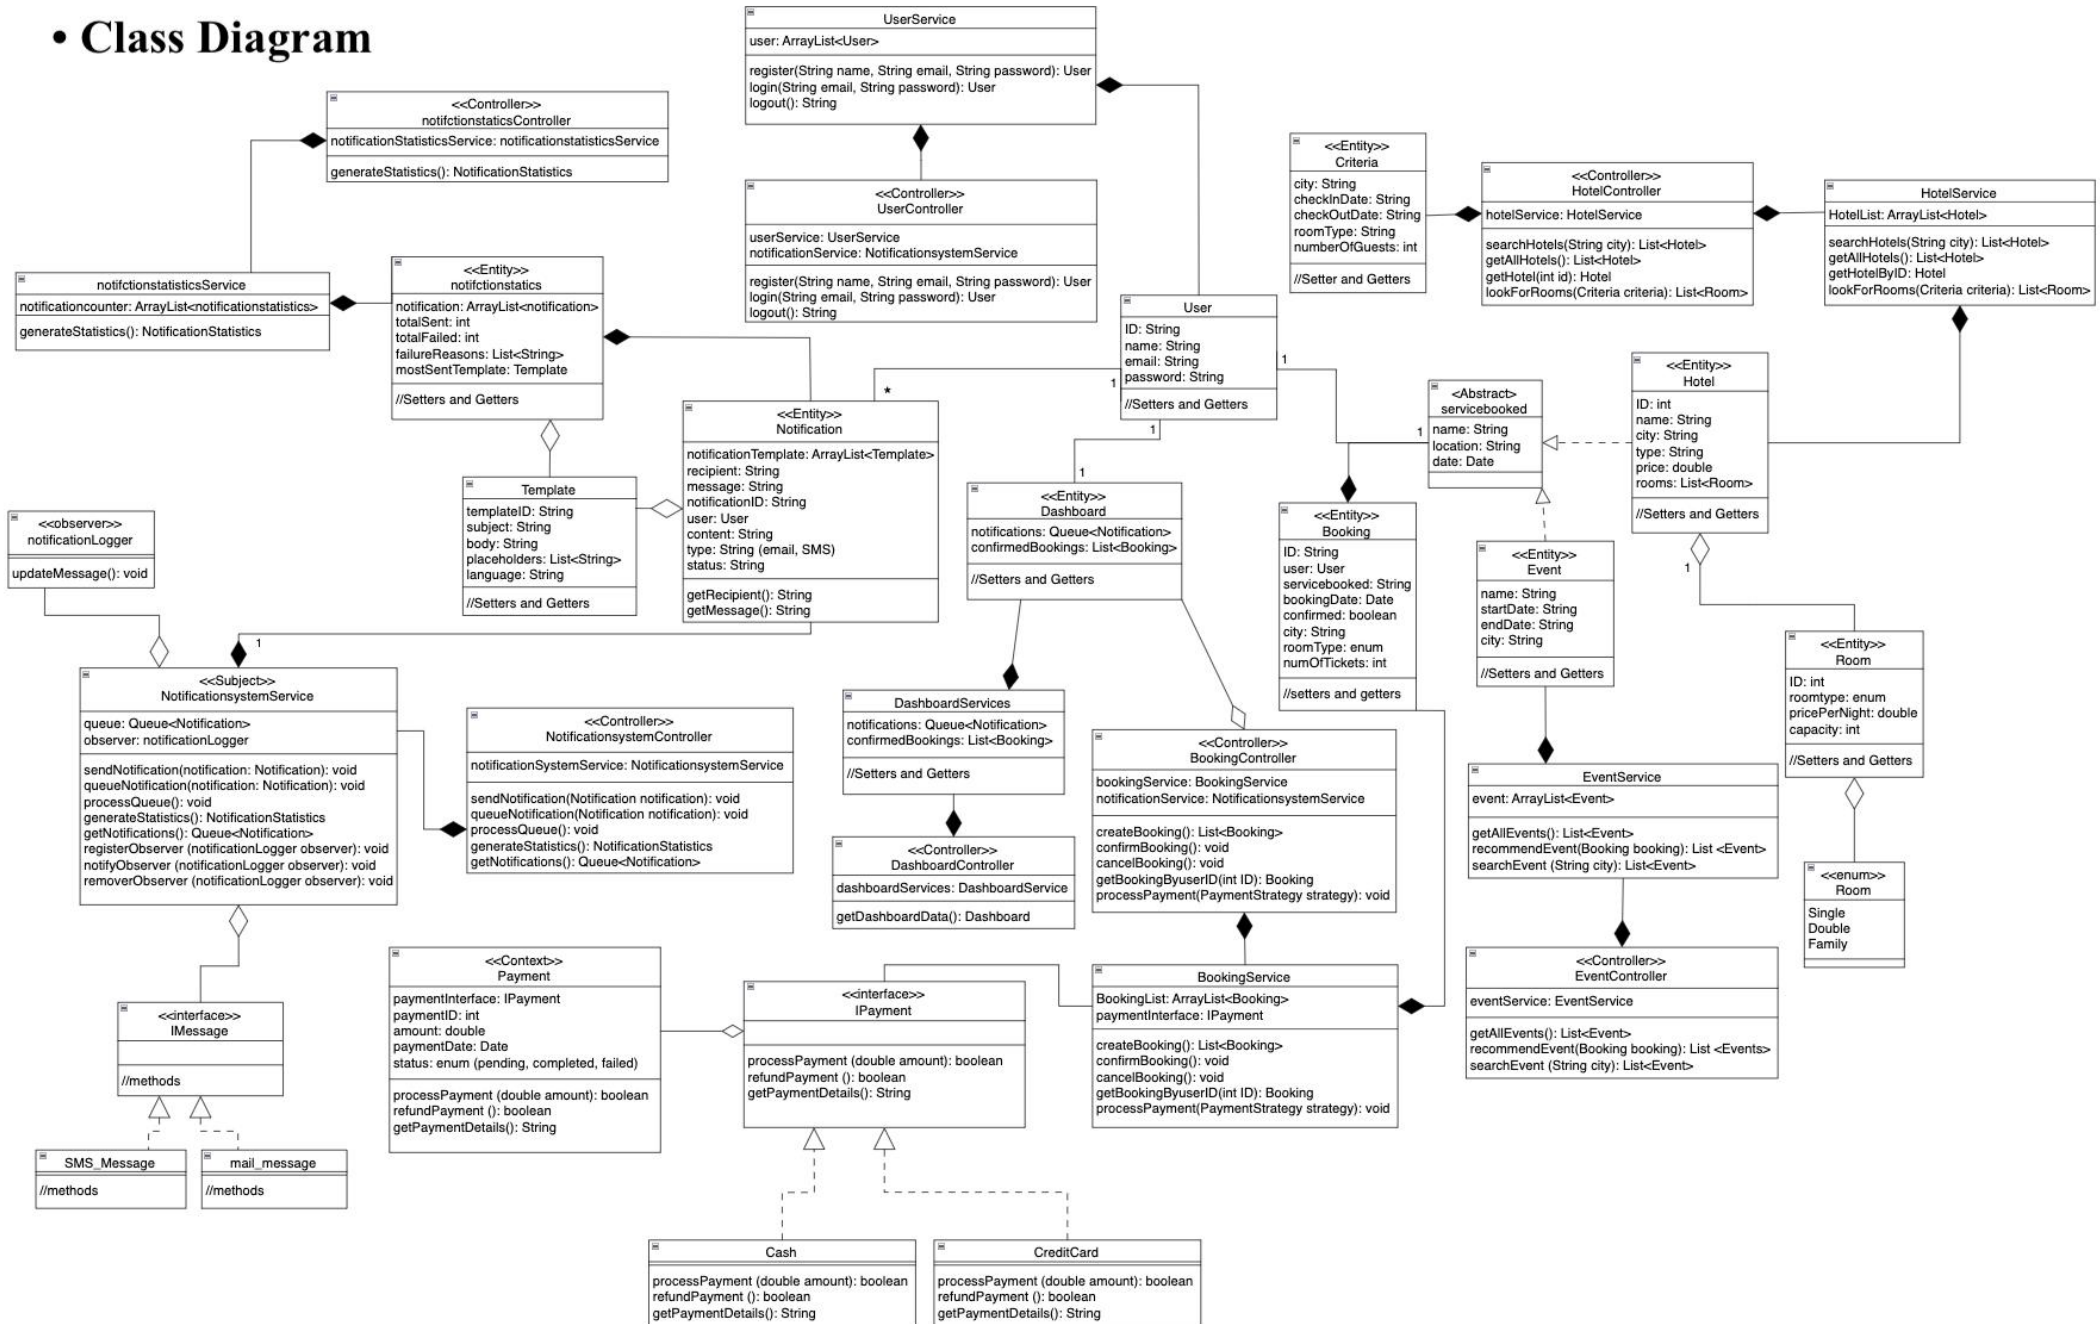 • Class Diagram
UserService
user: ArrayList<User>
register(String name, String email, String password): User
login(String email, String password): User
logout(): String
<<Controller>>
notifctionstaticsController
notificationStatisticsService: notificationstatisticsService
generateStatistics(): NotificationStatistics
<<Controller>>
UserController
userService: UserService
notificationService: NotificationsystemService
register(String name, String email, String password): User
login(String email, String password): User
logout(): String
<<Entity>>
Criteria
city: String
checkInDate: String
checkOutDate: String
roomType: String
numberOfGuests: int
//Setter and Getters
<<Controller>>
HotelController
hotelService: HotelService
searchHotels(String city): List<Hotel>
getAllHotels(): List<Hotel>
getHotel(int id): Hotel
lookForRooms(Criteria criteria): List<Room>
HotelService
HotelList: ArrayList<Hotel>
searchHotels(String city): List<Hotel>
getAllHotels(): List<Hotel>
getHotelByID: Hotel
lookForRooms(Criteria criteria): List<Room>
notifctionstatisticsService
notificationcounter: ArrayList<notificationstatistics>
generateStatistics(): NotificationStatistics
<<Entity>>
notifctionstatics
notification: ArrayList<notification>
totalSent: int
totalFailed: int
failureReasons: List<String>
mostSentTemplate: Template
//Setters and Getters
User
ID: String
name: String
email: String
password: String
//Setters and Getters
1
1
*
1
1
1
<Abstract>
servicebooked
name: String
location: String
date: Date
<<Entity>>
Hotel
ID: int
name: String
city: String
type: String
price: double
rooms: List<Room>
//Setters and Getters
1
<<Entity>>
Notification
notificationTemplate: ArrayList<Template>
recipient: String
message: String
notificationID: String
user: User
content: String
type: String (email, SMS)
status: String
getRecipient(): String
getMessage(): String
Template
templateID: String
subject: String
body: String
placeholders: List<String>
language: String
//Setters and Getters
<<Entity>>
Dashboard
notifications: Queue<Notification>
confirmedBookings: List<Booking>
//Setters and Getters
<<Entity>>
Booking
ID: String
user: User
servicebooked: String
bookingDate: Date
confirmed: boolean
city: String
roomType: enum
numOfTickets: int
//setters and getters
<<Entity>>
Event
name: String
startDate: String
endDate: String
city: String
//Setters and Getters
<<observer>>
notificationLogger
updateMessage(): void
1
<<Subject>>
NotificationsystemService
queue: Queue<Notification>
observer: notificationLogger
sendNotification(notification: Notification): void
queueNotification(notification: Notification): void
processQueue(): void
generateStatistics(): NotificationStatistics
getNotifications(): Queue<Notification>
registerObserver (notificationLogger observer): void
notifyObserver (notificationLogger observer): void
removerObserver (notificationLogger observer): void
<<Controller>>
NotificationsystemController
notificationSystemService: NotificationsystemService
sendNotification(Notification notification): void
queueNotification(Notification notification): void
processQueue(): void
generateStatistics(): NotificationStatistics
getNotifications(): Queue<Notification>
DashboardServices
notifications: Queue<Notification>
confirmedBookings: List<Booking>
//Setters and Getters
<<Controller>>
DashboardController
dashboardServices: DashboardService
getDashboardData(): Dashboard
<<Controller>>
BookingController
bookingService: BookingService
notificationService: NotificationsystemService
createBooking(): List<Booking>
confirmBooking(): void
cancelBooking(): void
getBookingByuserID(int ID): Booking
processPayment(PaymentStrategy strategy): void
<<Entity>>
Room
ID: int
roomtype: enum
pricePerNight: double
capacity: int
//Setters and Getters
EventService
event: ArrayList<Event>
getAllEvents(): List<Event>
recommendEvent(Booking booking): List <Event>
searchEvent (String city): List<Event>
<<enum>>
Room
Single
Double
Family
<<interface>>
IMessage
//methods
SMS_Message
//methods
mail_message
//methods
<<Context>>
Payment
paymentInterface: IPayment
paymentID: int
amount: double
paymentDate: Date
status: enum (pending, completed, failed)
processPayment (double amount): boolean
refundPayment (): boolean
getPaymentDetails(): String
<<interface>>
IPayment
processPayment (double amount): boolean
refundPayment (): boolean
getPaymentDetails(): String
BookingService
BookingList: ArrayList<Booking>
paymentInterface: IPayment
createBooking(): List<Booking>
confirmBooking(): void
cancelBooking(): void
getBookingByuserID(int ID): Booking
processPayment(PaymentStrategy strategy): void
<<Controller>>
EventController
eventService: EventService
getAllEvents(): List<Event>
recommendEvent(Booking booking): List <Events>
searchEvent (String city): List<Event>
Cash
processPayment (double amount): boolean
refundPayment (): boolean
getPaymentDetails(): String
CreditCard
processPayment (double amount): boolean
refundPayment (): boolean
getPaymentDetails(): String